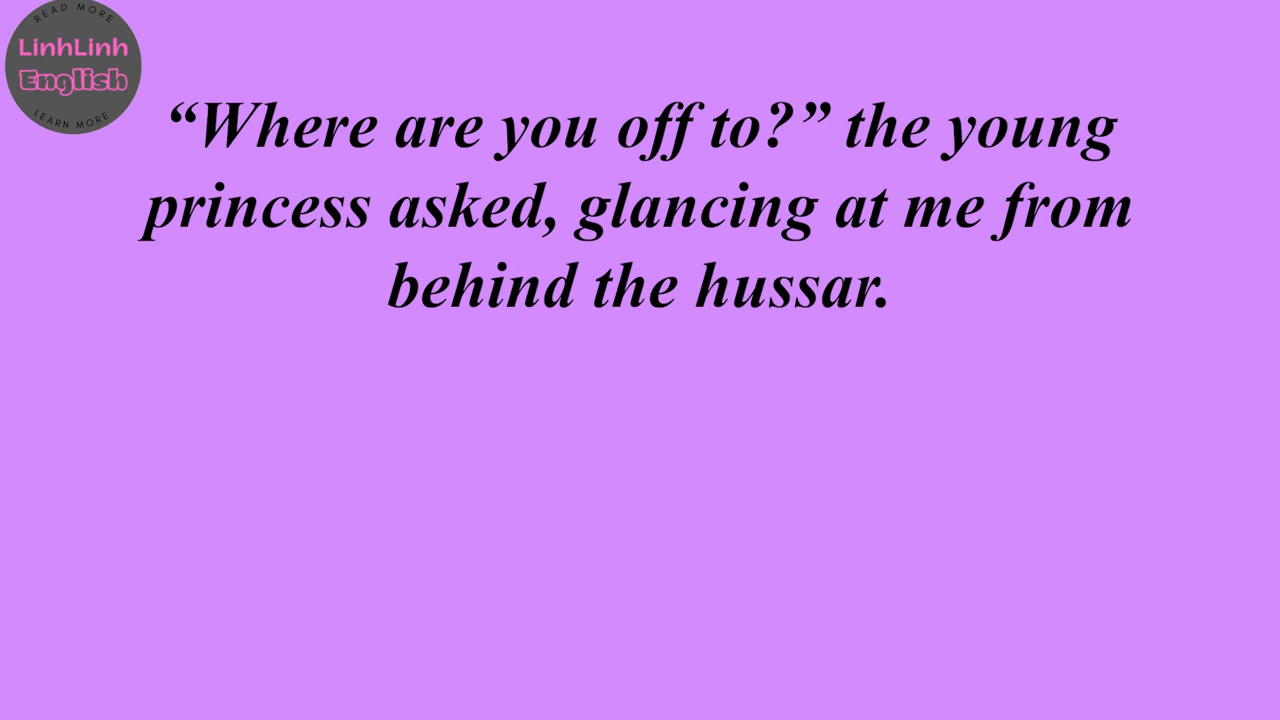 READ MORE
LinhLinh
English
LEARN MORE
“Where are you off to?” the young
princess asked, glancing at me from
behind the hussar.